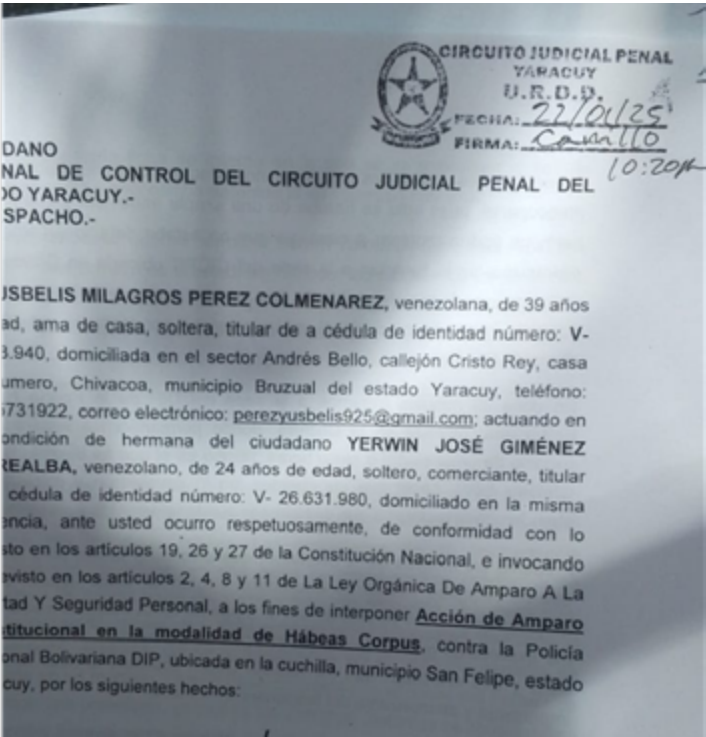 CIRCUITO JUDICIAL PENAL
YARACUY
U.R.D.D.
FECHA: 22/01/25
FIRMA: Camillo
10:20
DANO
NAL DE CONTROL DEL CIRCUITO JUDICIAL PENAL DEL
DO YARACUY.-
SPACHO.-
USBELIS MILAGROS PEREZ COLMENAREZ, venezolana, de 39 años
ad, ama de casa, soltera, titular de a cédula de identidad número: V-
3.940, domiciliada en el sector Andrés Bello, callejón Cristo Rey, casa
umero, Chivacoa, municipio Bruzual del estado Yaracuy, teléfono:
6731922, correo electrónico: perezyusbelis925@gmail.com; actuando en
ondición de hermana del ciudadano YERWIN JOSÉ GIMÉNEZ
REALBA, venezolano, de 24 años de edad, soltero, comerciante, titular
cédula de identidad número: V- 26.631.980, domiciliado en la misma
encia, ante usted ocurro respetuosamente, de conformidad con lo
sto en los artículos 19, 26 y 27 de la Constitución Nacional, e invocando
evisto en los artículos 2, 4, 8 y 11 de La Ley Orgánica De Amparo A La
tad Y Seguridad Personal, a los fines de interponer Acción de Amparo
stitucional en la modalidad de Hábeas Corpus, contra la Policía
onal Bolivariana DIP, ubicada en la cuchilla, municipio San Felipe, estado
cuy, por los siguientes hechos: